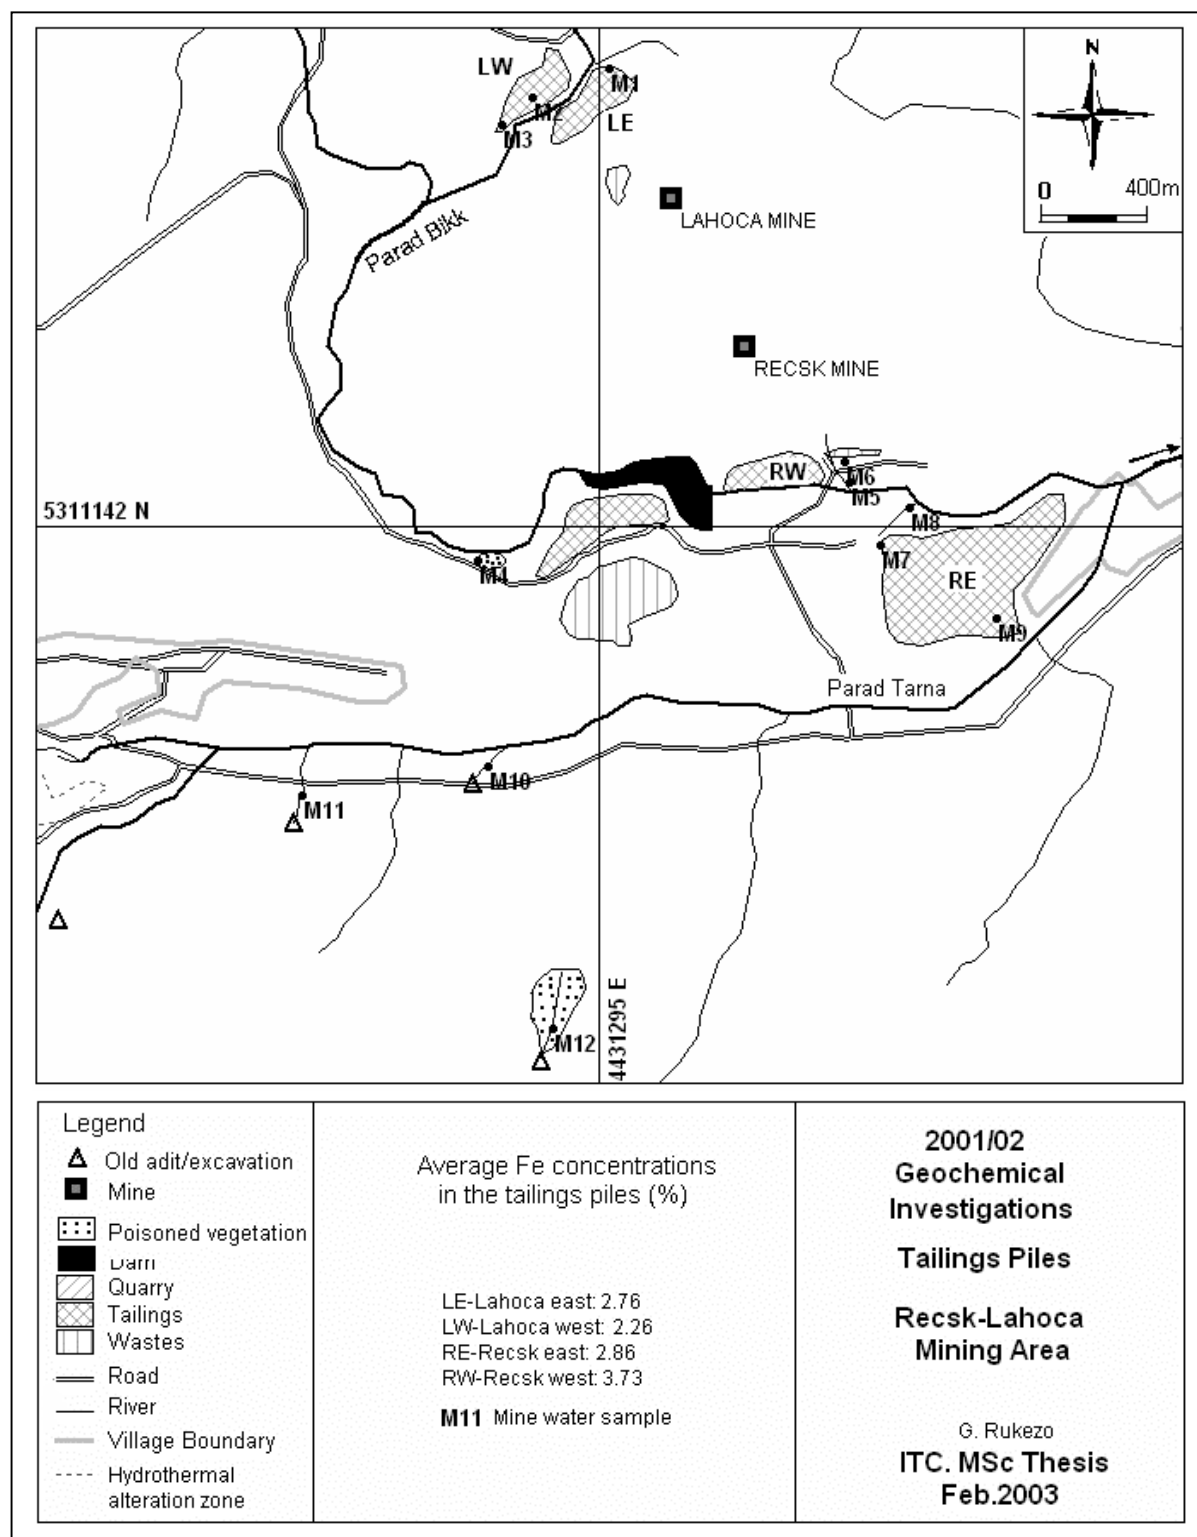 N
0 400m
LW
M1
M2
LE
M3
LAHOCA MINE
Parad Bikk
RECSK MINE
RW
M6
M5
5311142 N
M8
M4
M7
RE
M9
Parad Tarna
M10
M11
4431295 E
M12
Legend
Old adit/excavation
Mine
Poisoned vegetation
Dam
Quarry
Tailings
Wastes
Road
River
Village Boundary
Hydrothermal
alteration zone
Average Fe concentrations
in the tailings piles (%)
LE-Lahoca east: 2.76
LW-Lahoca west: 2.26
RE-Recsk east: 2.86
RW-Recsk west: 3.73
M11 Mine water sample
2001/02
Geochemical
Investigations
Tailings Piles
Recsk-Lahoca
Mining Area
G. Rukezo
ITC. MSc Thesis
Feb.2003